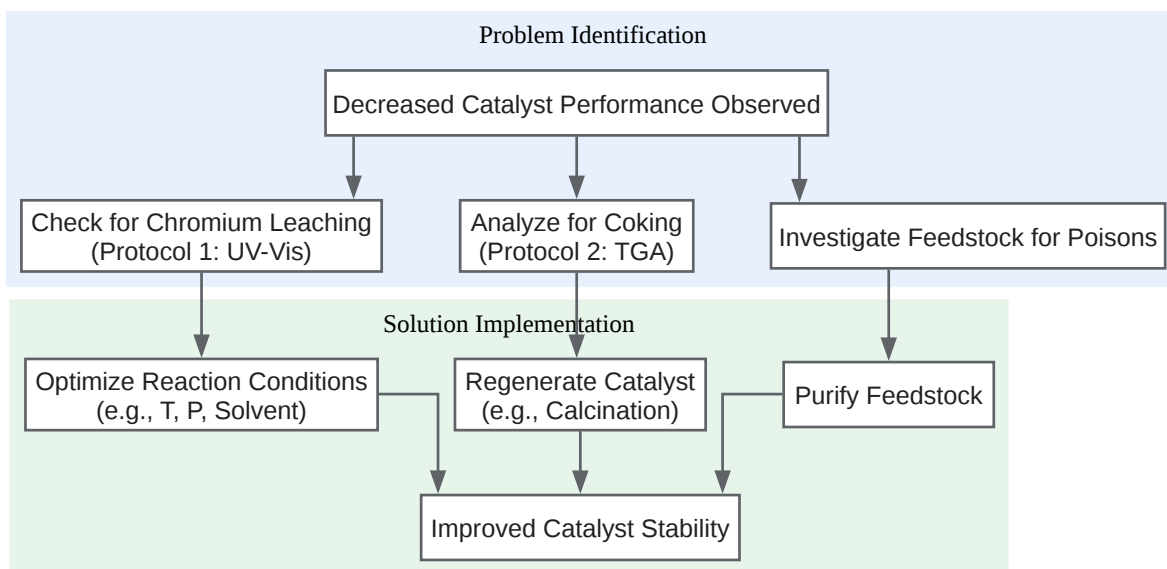 Problem Identification
Decreased Catalyst Performance Observed
Check for Chromium Leaching
(Protocol 1: UV-Vis)
Analyze for Coking
(Protocol 2: TGA)
Investigate Feedstock for Poisons
Solution Implementation
Optimize Reaction Conditions
(e.g., T, P, Solvent)
Regenerate Catalyst
(e.g., Calcination)
Purify Feedstock
Improved Catalyst Stability